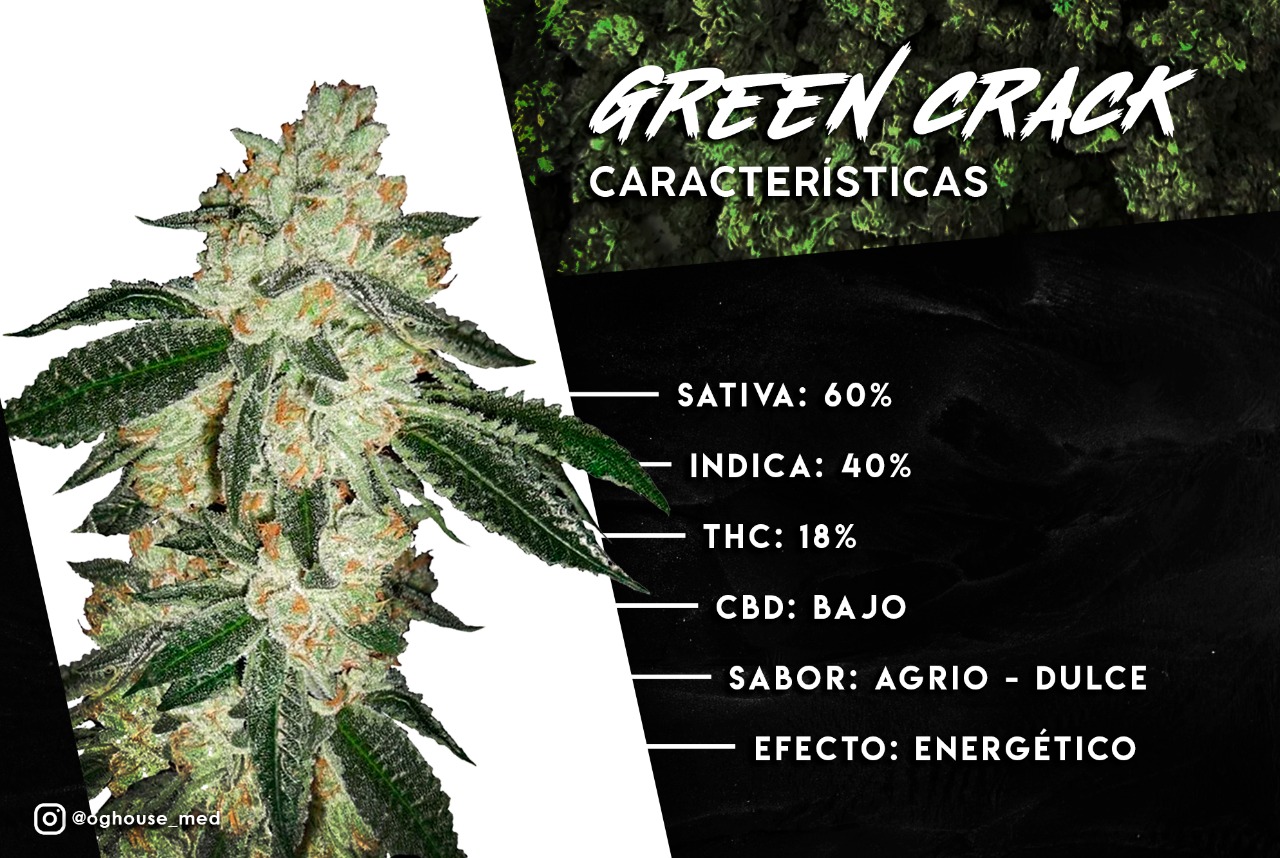 GREEN CRACK
CARACTERÍSTICAS
SATIVA: 60%
INDICA: 40%
THC: 18%
CBD: BAJO
SABOR: AGRIO - DULCE
EFECTO: ENERGÉTICO
@oghouse_med